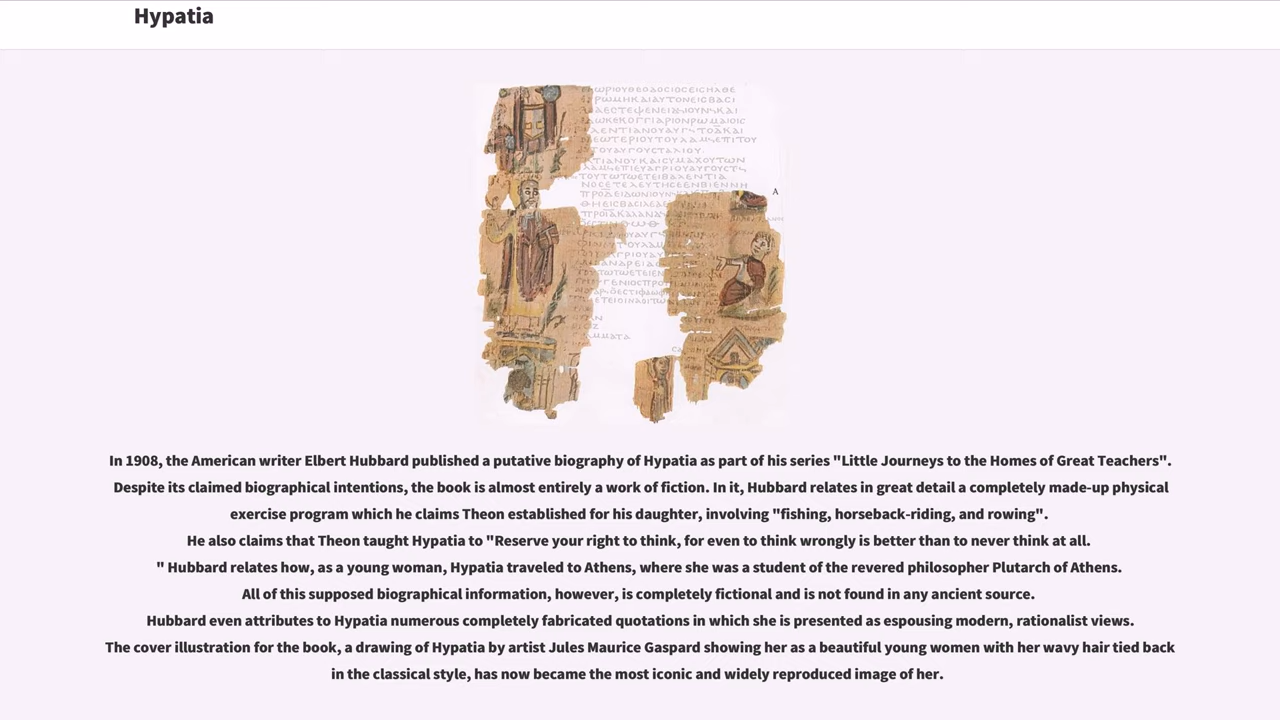 Hypatia
A
In 1908, the American writer Elbert Hubbard published a putative biography of Hypatia as part of his series "Little Journeys to the Homes of Great Teachers".
Despite its claimed biographical intentions, the book is almost entirely a work of fiction. In it, Hubbard relates in great detail a completely made-up physical
exercise program which he claims Theon established for his daughter, involving "fishing, horseback-riding, and rowing".
He also claims that Theon taught Hypatia to "Reserve your right to think, for even to think wrongly is better than to never think at all.
" Hubbard relates how, as a young woman, Hypatia traveled to Athens, where she was a student of the revered philosopher Plutarch of Athens.
All of this supposed biographical information, however, is completely fictional and is not found in any ancient source.
Hubbard even attributes to Hypatia numerous completely fabricated quotations in which she is presented as espousing modern, rationalist views.
The cover illustration for the book, a drawing of Hypatia by artist Jules Maurice Gaspard showing her as a beautiful young women with her wavy hair tied back
in the classical style, has now became the most iconic and widely reproduced image of her.